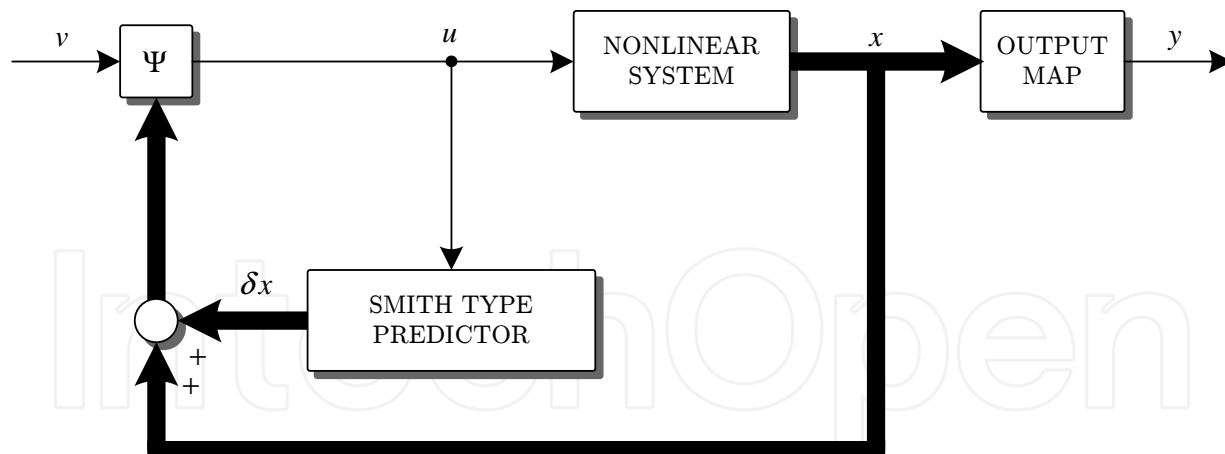 v
Ψ
u
NONLINEAR
SYSTEM
x
OUTPUT
MAP
y
δx
SMITH TYPE
PREDICTOR
+
+
IntechOpen